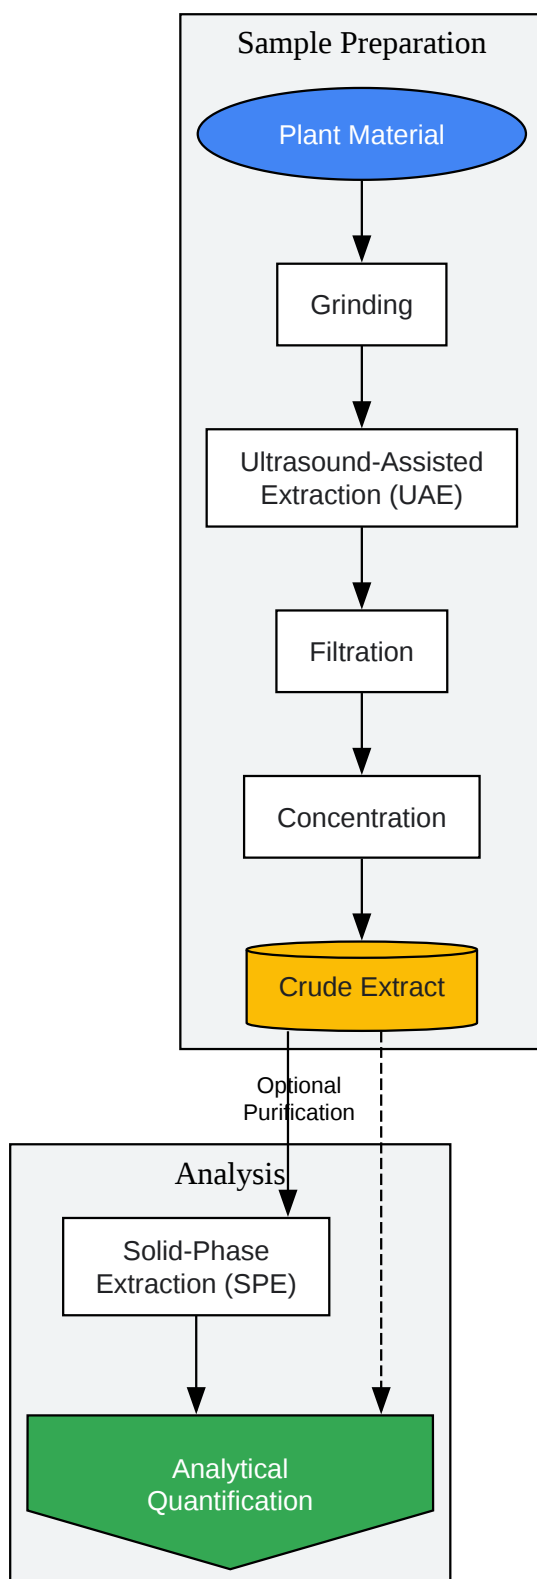 Sample Preparation
Plant Material
Grinding
Ultrasound-Assisted
Extraction (UAE)
Filtration
Concentration
Crude Extract
Optional
Purification
Analysis
Solid-Phase
Extraction (SPE)
Analytical
Quantification